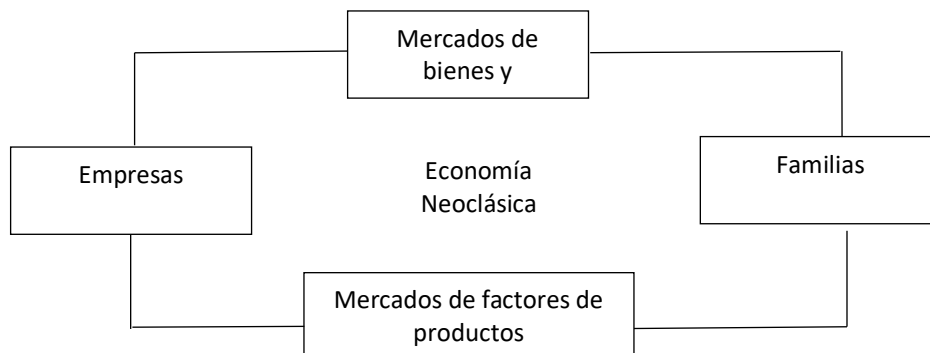 Mercados de
bienes y
Empresas
Economía
Neoclásica
Familias
Mercados de factores de
productos